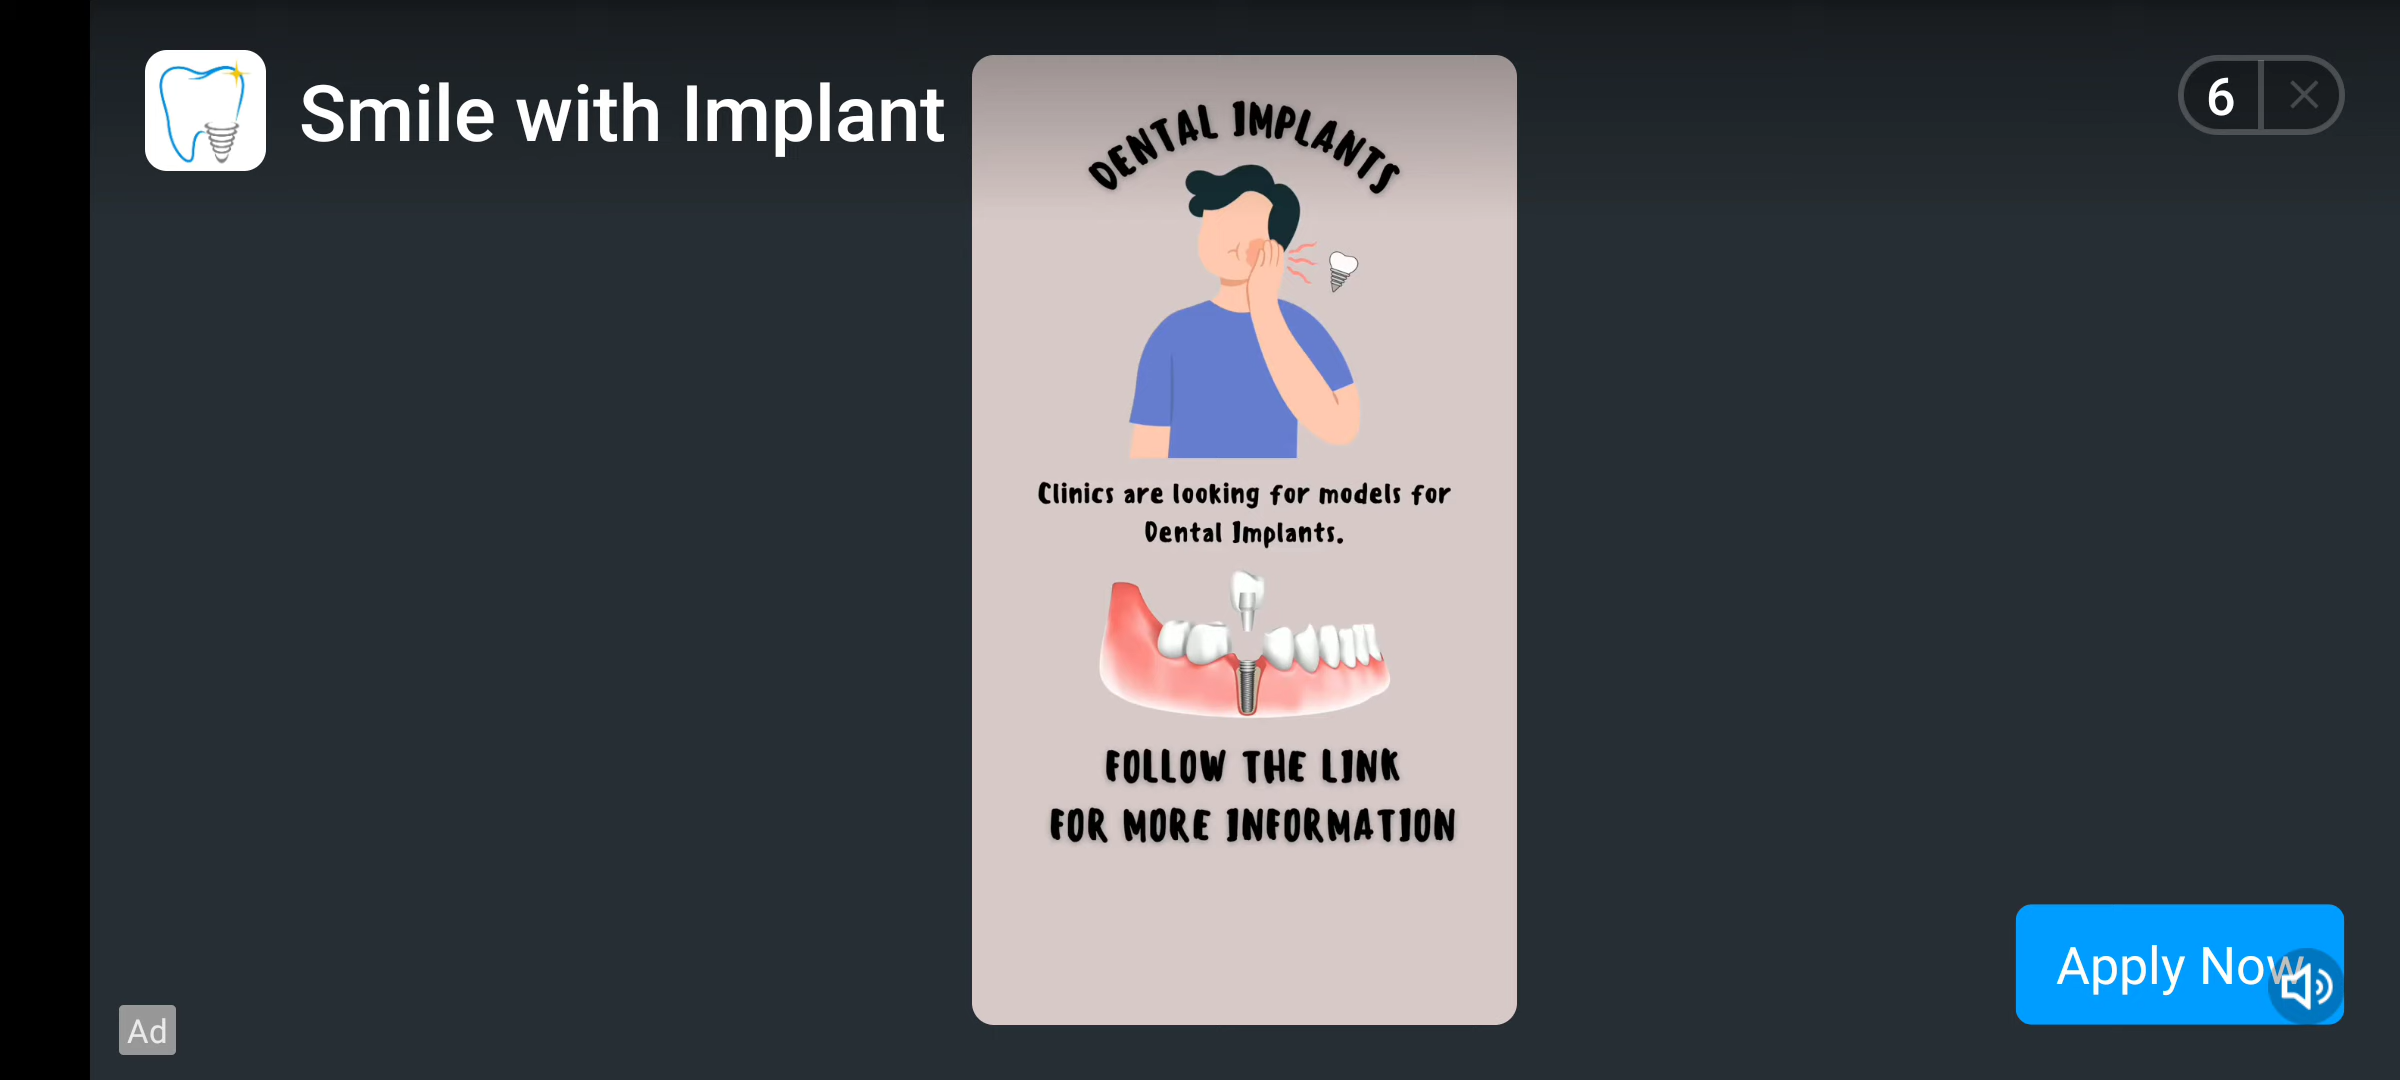 Smile with Implant
6
DENTAL IMPLANTS
Clinics are looking for models for
Dental Implants.
FOLLOW THE LINK
FOR MORE INFORMATION
Apply Now
Ad